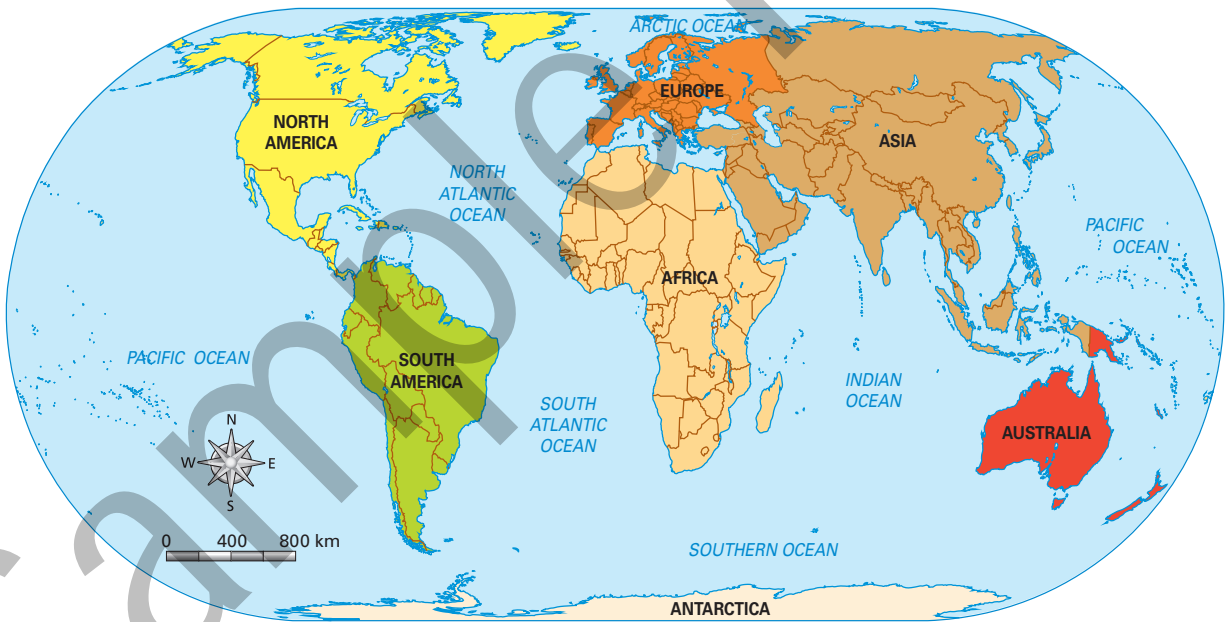 ARCTIC OCEAN
EUROPE
NORTH
AMERICA
ASIA
NORTH
ATLANTIC
OCEAN
PACIFIC
OCEAN
AFRICA
PACIFIC OCEAN
SOUTH
AMERICA
INDIAN
OCEAN
SOUTH
ATLANTIC
OCEAN
AUSTRALIA
N
W
E
S
0 400 800 km
SOUTHERN OCEAN
ANTARCTICA
Sample